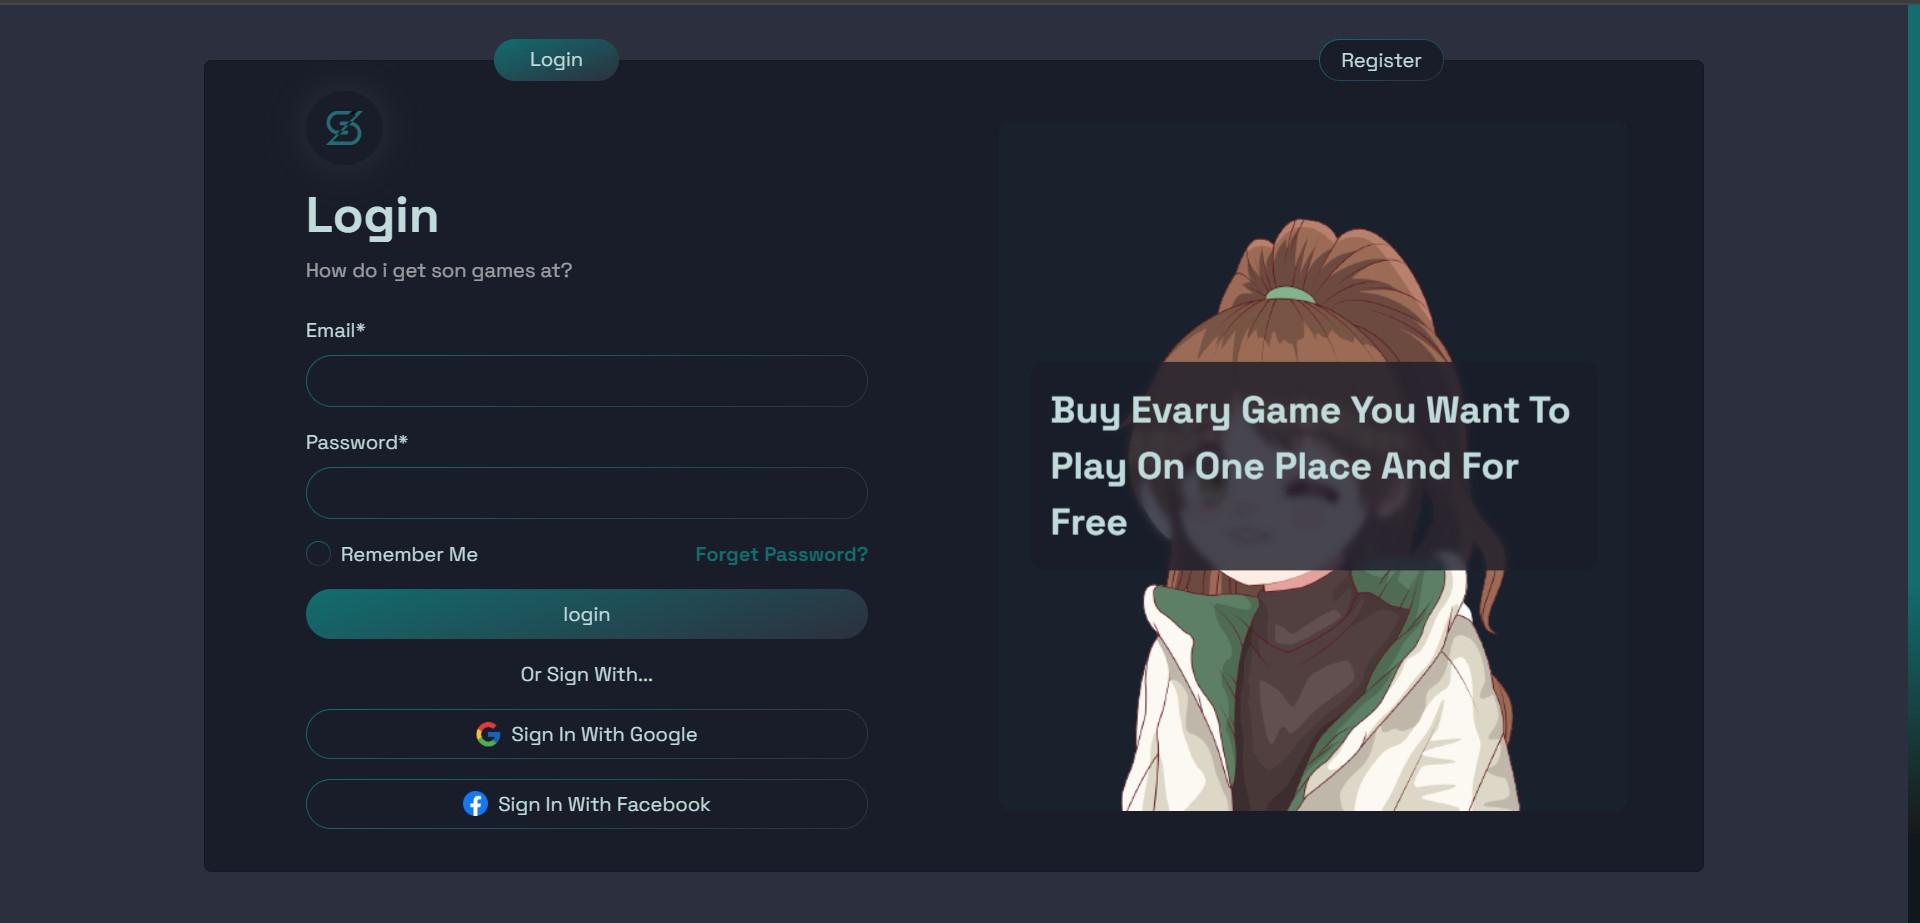 Login
Register
Login
How do i get son games at?
Email*
Password*
Remember Me
Forget Password?
login
Or Sign With...
Sign In With Google
Sign In With Facebook
Buy Evary Game You Want To
Play On One Place And For
Free